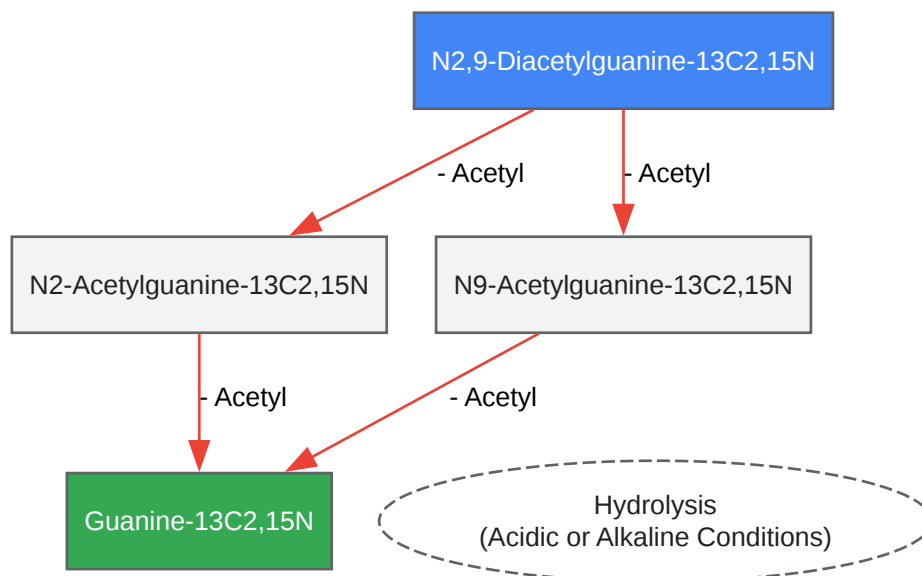 N2,9-Diacetylguanine-13C2,15N
- Acetyl
- Acetyl
N2-Acetylguanine-13C2,15N
N9-Acetylguanine-13C2,15N
- Acetyl
- Acetyl
Guanine-13C2,15N
Hydrolysis
(Acidic or Alkaline Conditions)